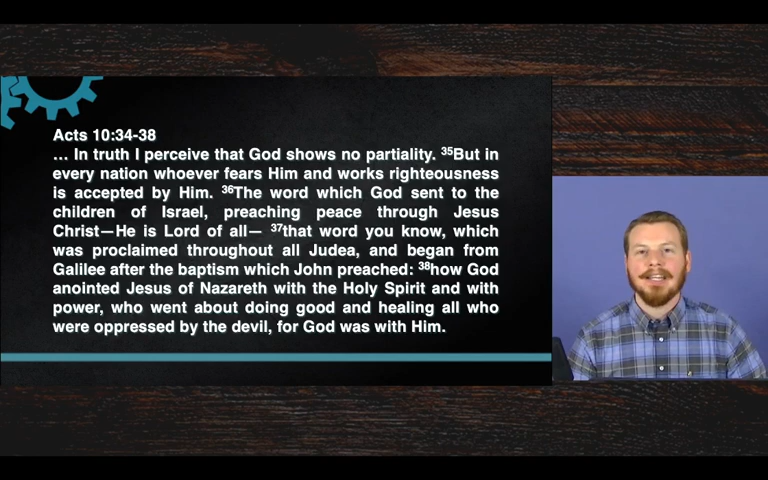 Acts 10:34-38
… In truth I perceive that God shows no partiality. ³⁵But in
every nation whoever fears Him and works righteousness
is accepted by Him. ³⁶The word which God sent to the
children of Israel, preaching peace through Jesus
Christ—He is Lord of all— ³⁷that word you know, which
was proclaimed throughout all Judea, and began from
Galilee after the baptism which John preached: ³⁸how God
anointed Jesus of Nazareth with the Holy Spirit and with
power, who went about doing good and healing all who
were oppressed by the devil, for God was with Him.